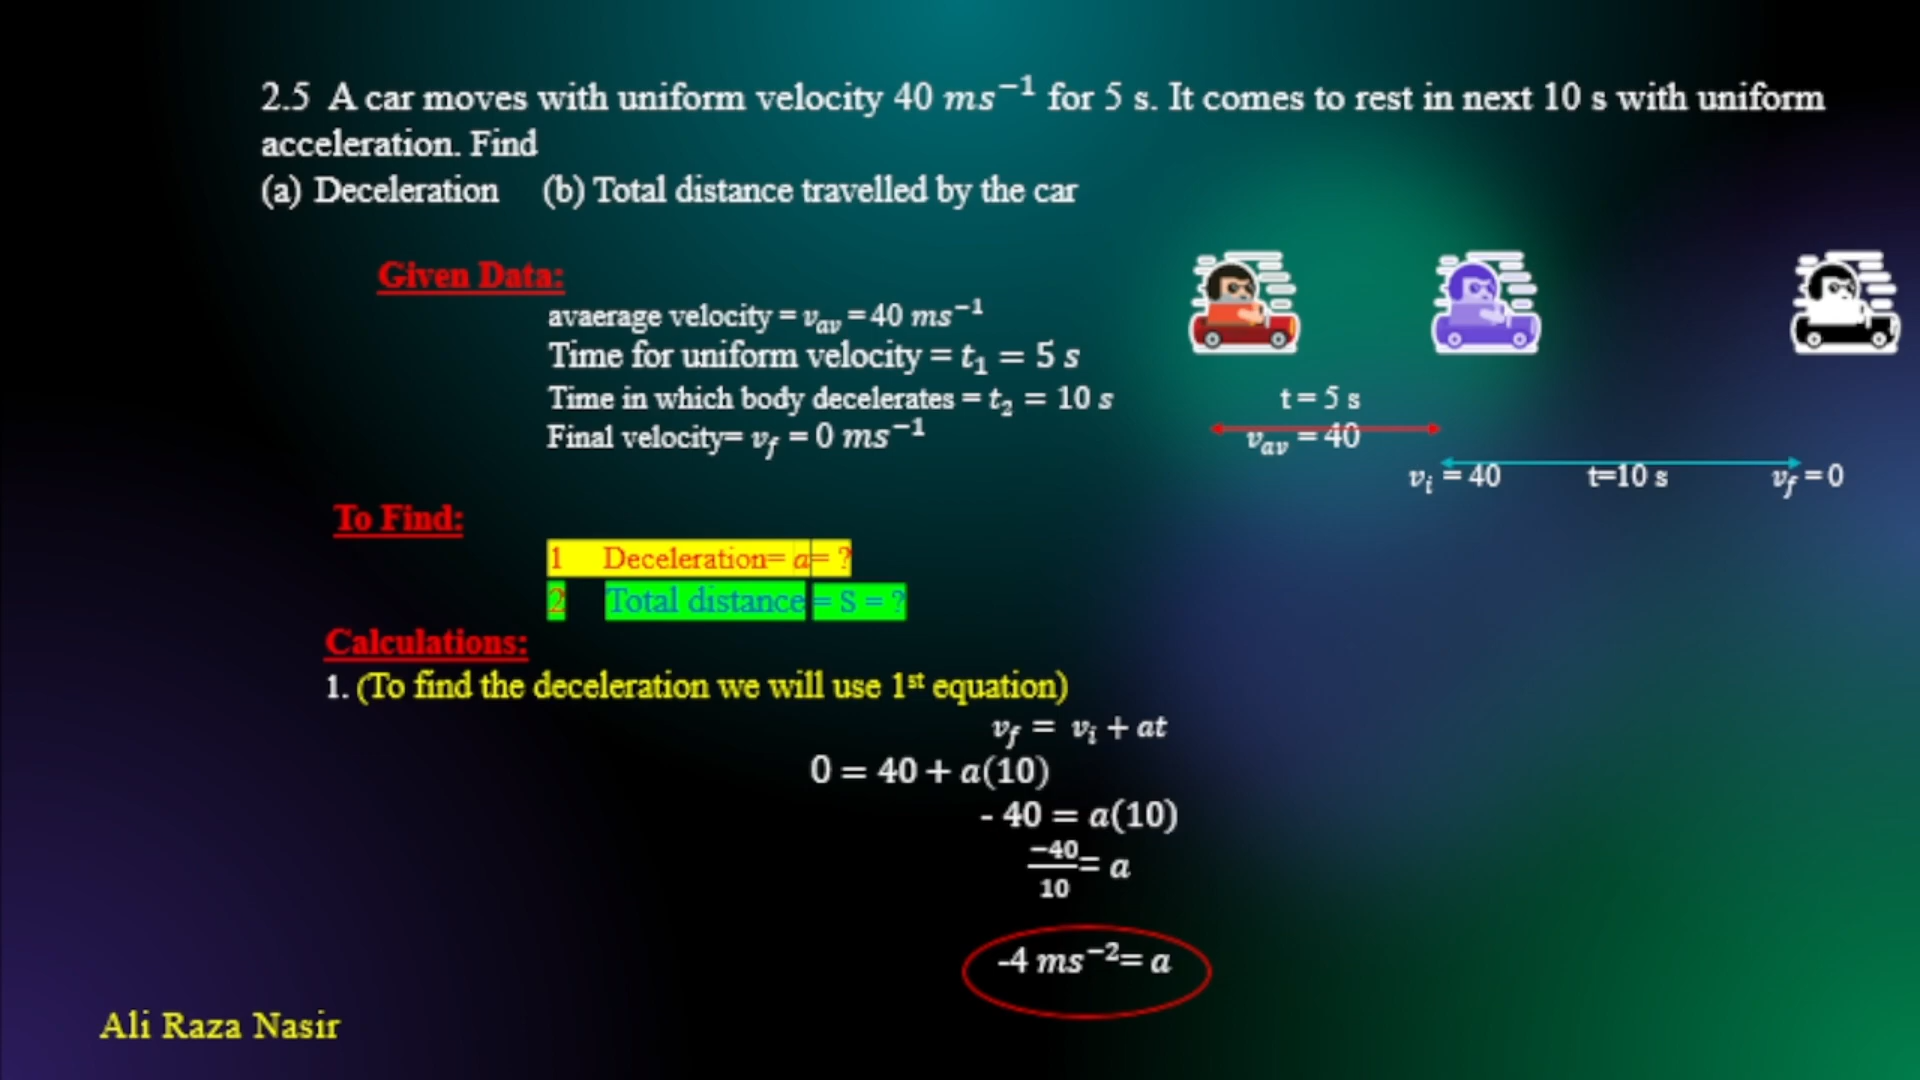 2.5 A car moves with uniform velocity 40 ms⁻¹ for 5 s. It comes to rest in next 10 s with uniform
acceleration. Find
(a) Deceleration (b) Total distance travelled by the car
Given Data:
avaerage velocity = v_av = 40 ms⁻¹
Time for uniform velocity = t₁ = 5 s
Time in which body decelerates = t₂ = 10 s
Final velocity= v_f = 0 ms⁻¹
t = 5 s
v_av = 40
v_i = 40 t=10 s v_f = 0
To Find:
1 Deceleration= a= ?
2 Total distance = S = ?
Calculations:
1. (To find the deceleration we will use 1ˢᵗ equation)
v_f = v_i + at
0 = 40 + a(10)
- 40 = a(10)
−40/10 = a
-4 ms⁻²= a
Ali Raza Nasir